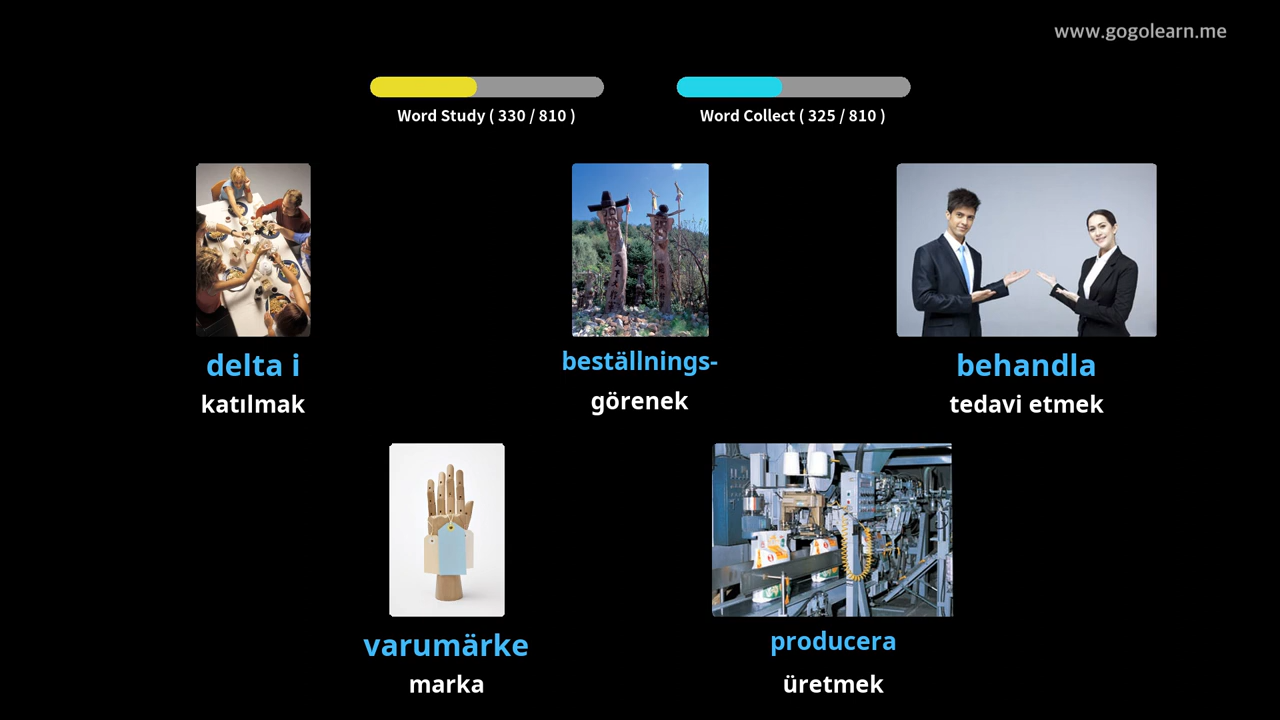 www.gogolearn.me
Word Study ( 330 / 810 )
Word Collect ( 325 / 810 )
delta i
katılmak
beställnings-
görenek
behandla
tedavi etmek
varumärke
marka
producera
üretmek